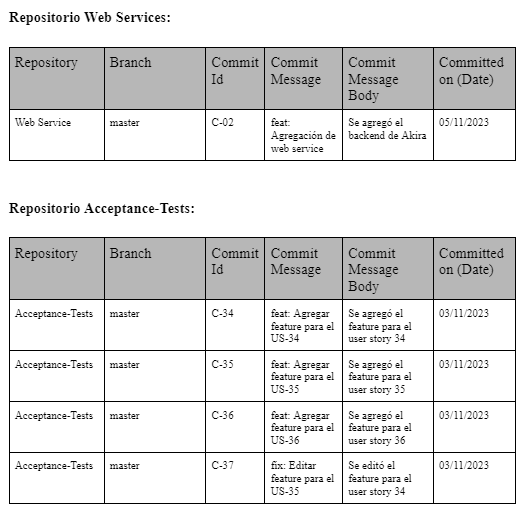 Repositorio Web Services:
Repository Branch Commit Id Commit Message Commit Message Body Committed on (Date)
Web Service master C-02 feat: Agregación de web service Se agregó el backend de Akira 05/11/2023
Repositorio Acceptance-Tests:
Repository Branch Commit Id Commit Message Commit Message Body Committed on (Date)
Acceptance-Tests master C-34 feat: Agregar feature para el US-34 Se agregó el feature para el user story 34 03/11/2023
Acceptance-Tests master C-35 feat: Agregar feature para el US-35 Se agregó el feature para el user story 35 03/11/2023
Acceptance-Tests master C-36 feat: Agregar feature para el US-36 Se agregó el feature para el user story 36 03/11/2023
Acceptance-Tests master C-37 fix: Editar feature para el US-35 Se editó el feature para el user story 34 03/11/2023